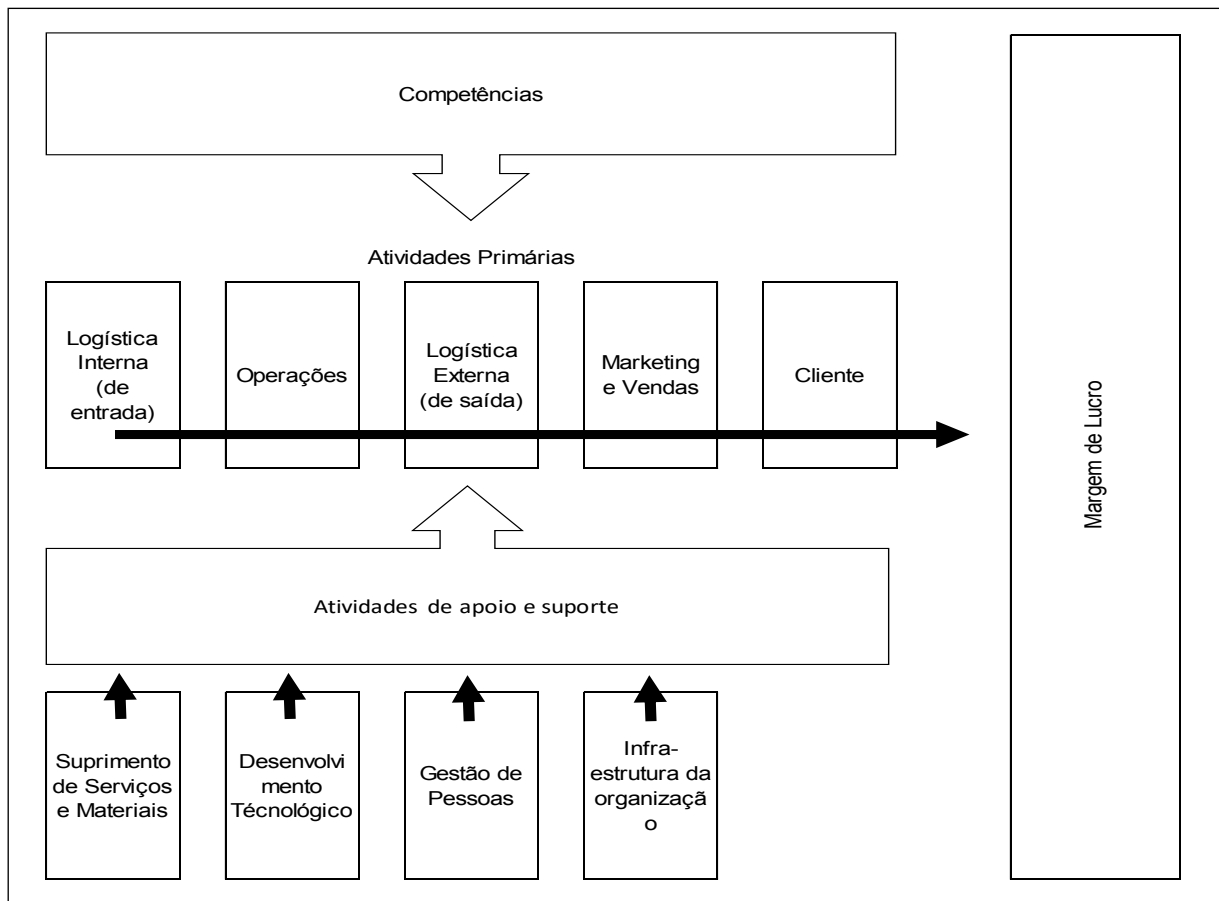 Competências
Atividades Primárias
Logística
Interna
(de
entrada)
Operações
Logística
Externa
(de saída)
Marketing
e Vendas
Cliente
Margem de Lucro
Atividades de apoio e suporte
Suprimento
de Serviços
e Materiais
Desenvolvi
mento
Técnológico
Gestão de
Pessoas
Infra-
estrutura da
organizaçã
o